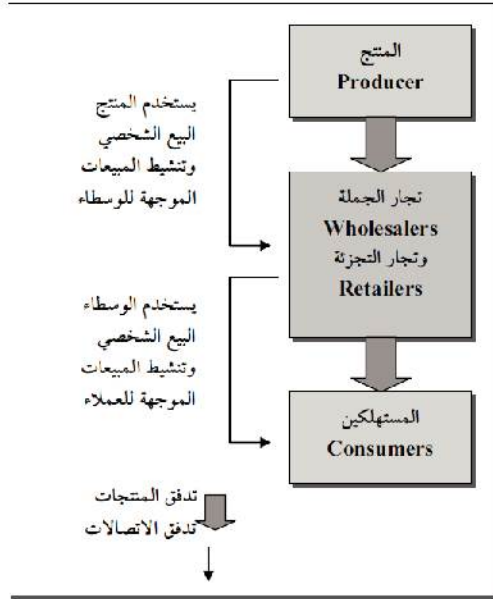 المنتج
Producer
يستخدم المنتج
البيع الشخصي
وتنشيط المبيعات
الموجهة للوسطاء
تجار الجملة
Wholesalers
وتجار التجزئة
Retailers
يستخدم الوسطاء
البيع الشخصي
وتنشيط المبيعات
الموجهة للعملاء
المستهلكين
Consumers
تدفق المنتجات
تدفق الاتصالات